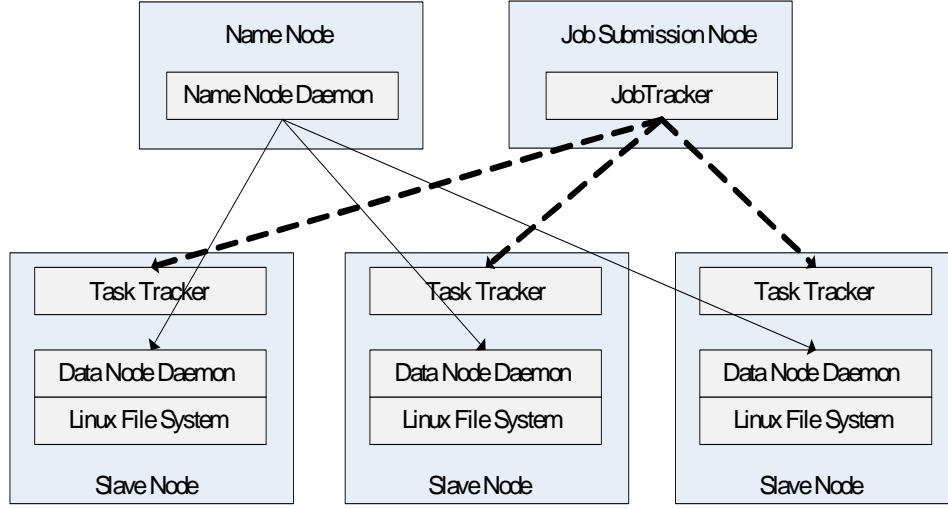 Name Node
Job Submission Node
Name Node Daemon
JobTracker
Task Tracker
Task Tracker
Task Tracker
Data Node Daemon
Data Node Daemon
Data Node Daemon
Linux File System
Linux File System
Linux File System
Slave Node
Slave Node
Slave Node